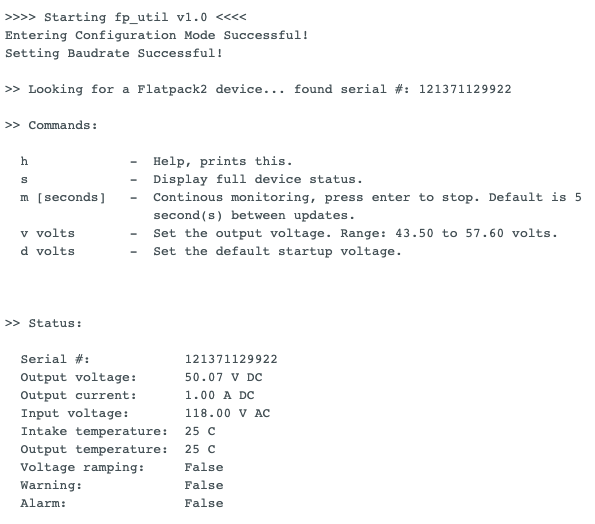 >>>> Starting fp_util v1.0 <<<<
Entering Configuration Mode Successful!
Setting Baudrate Successful!
>> Looking for a Flatpack2 device... found serial #: 121371129922
>> Commands:
h - Help, prints this.
s - Display full device status.
m [seconds] - Continous monitoring, press enter to stop. Default is 5
second(s) between updates.
v volts - Set the output voltage. Range: 43.50 to 57.60 volts.
d volts - Set the default startup voltage.
>> Status:
Serial #: 121371129922
Output voltage: 50.07 V DC
Output current: 1.00 A DC
Input voltage: 118.00 V AC
Intake temperature: 25 C
Output temperature: 25 C
Voltage ramping: False
Warning: False
Alarm: False